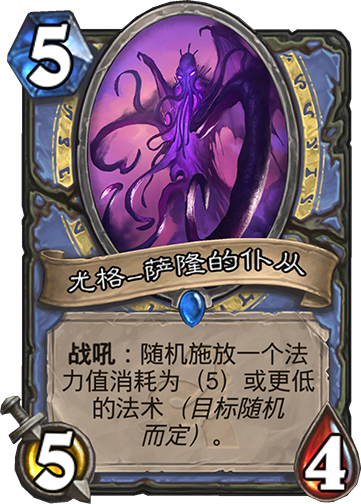 5
尤格-萨隆的仆从
战吼：随机施放一个法
力值消耗为（5）或更低
的法术（目标随机
而定）。
5
4